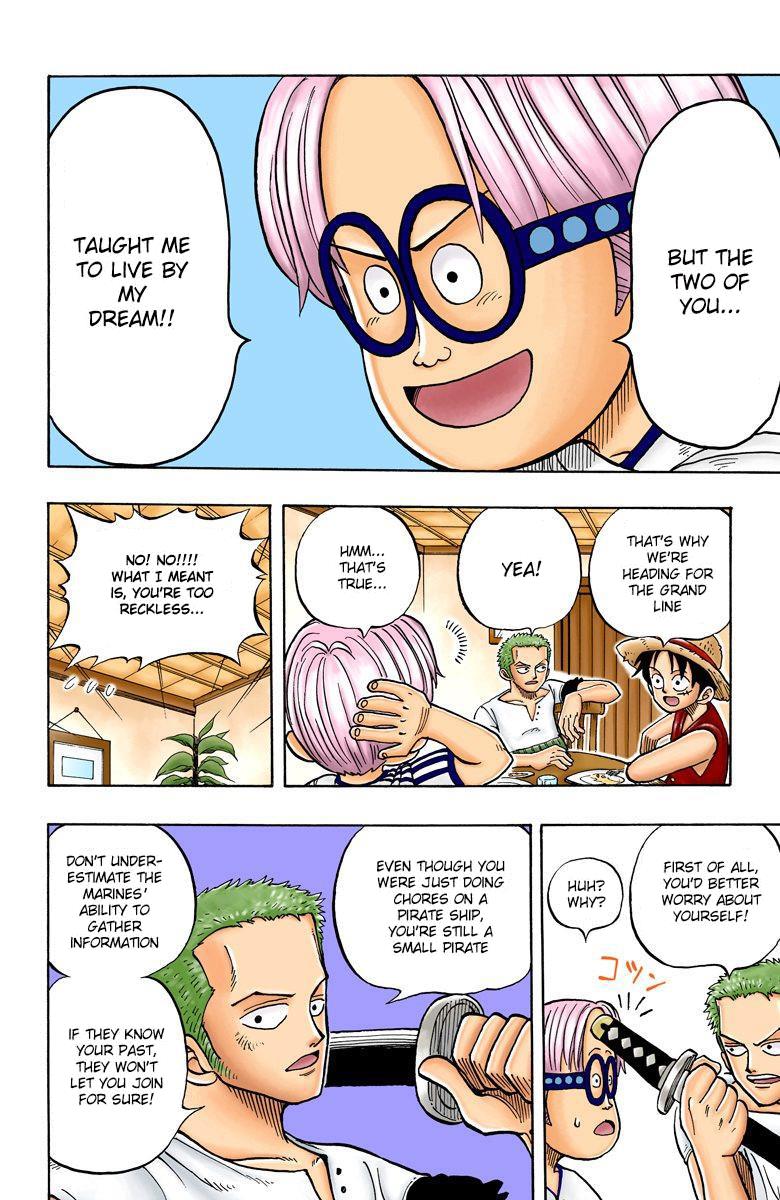 BUT THE
TWO OF
YOU...
TAUGHT ME
TO LIVE BY
MY
DREAM!!
THAT'S WHY
WE'RE
HEADING FOR
THE GRAND
LINE
YEA!
HMM...
THAT'S
TRUE...
NO! NO!!!!
WHAT I MEANT
IS, YOU'RE TOO
RECKLESS...
FIRST OF ALL,
YOU'D BETTER
WORRY ABOUT
YOURSELF!
HUH?
WHY?
コツン
EVEN THOUGH YOU
WERE JUST DOING
CHORES ON A
PIRATE SHIP,
YOU'RE STILL A
SMALL PIRATE
DON'T UNDER-
ESTIMATE THE
MARINES'
ABILITY TO
GATHER
INFORMATION
IF THEY KNOW
YOUR PAST,
THEY WON'T
LET YOU JOIN
FOR SURE!